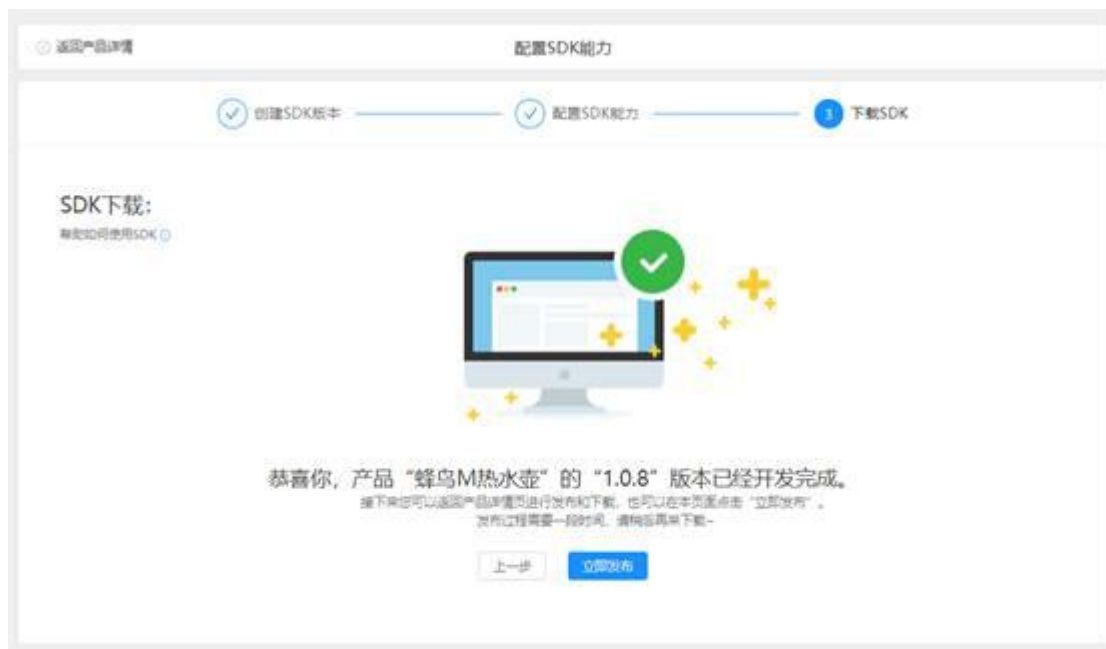 返回产品详情
配置SDK能力
创建SDK版本
配置SDK能力
3
下载SDK
SDK下载：
帮助如何使用SDK
恭喜你，产品“蜂鸟M热水壶”的“1.0.8”版本已经开发完成。
接下来您可以返回产品详情页进行发布和下载，也可以在本页面点击“立即发布”。
发布过程需要一段时间，请稍后再来下载~
上一步
立即发布